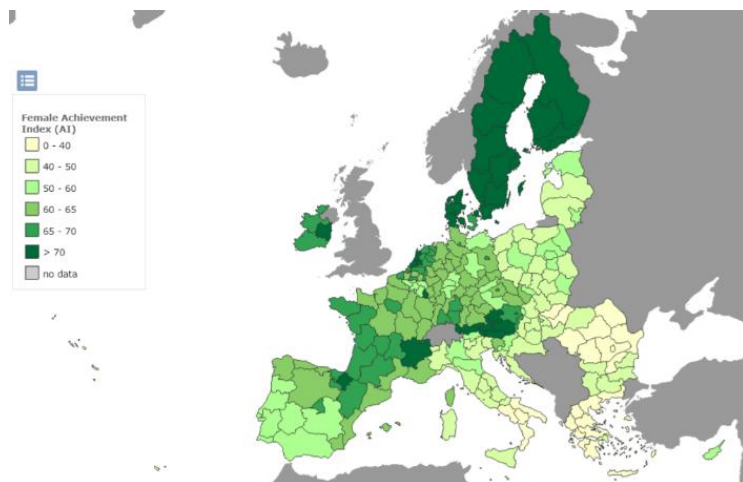 Female Achievement
Index (AI)
0 - 40
40 - 50
50 - 60
60 - 65
65 - 70
> 70
no data